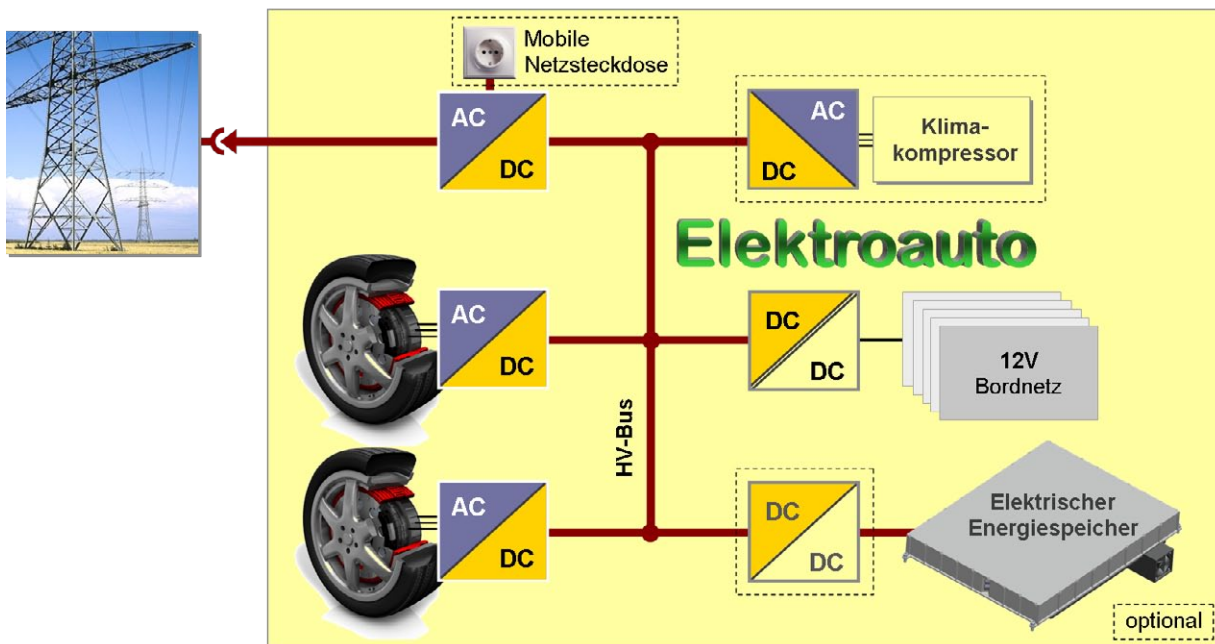 Mobile
Netzsteckdose
AC
DC
AC
DC
Klima-
kompressor
Elektroauto
AC
DC
DC
DC
12V
Bordnetz
HV-Bus
AC
DC
DC
DC
Elektrischer
Energiespeicher
optional